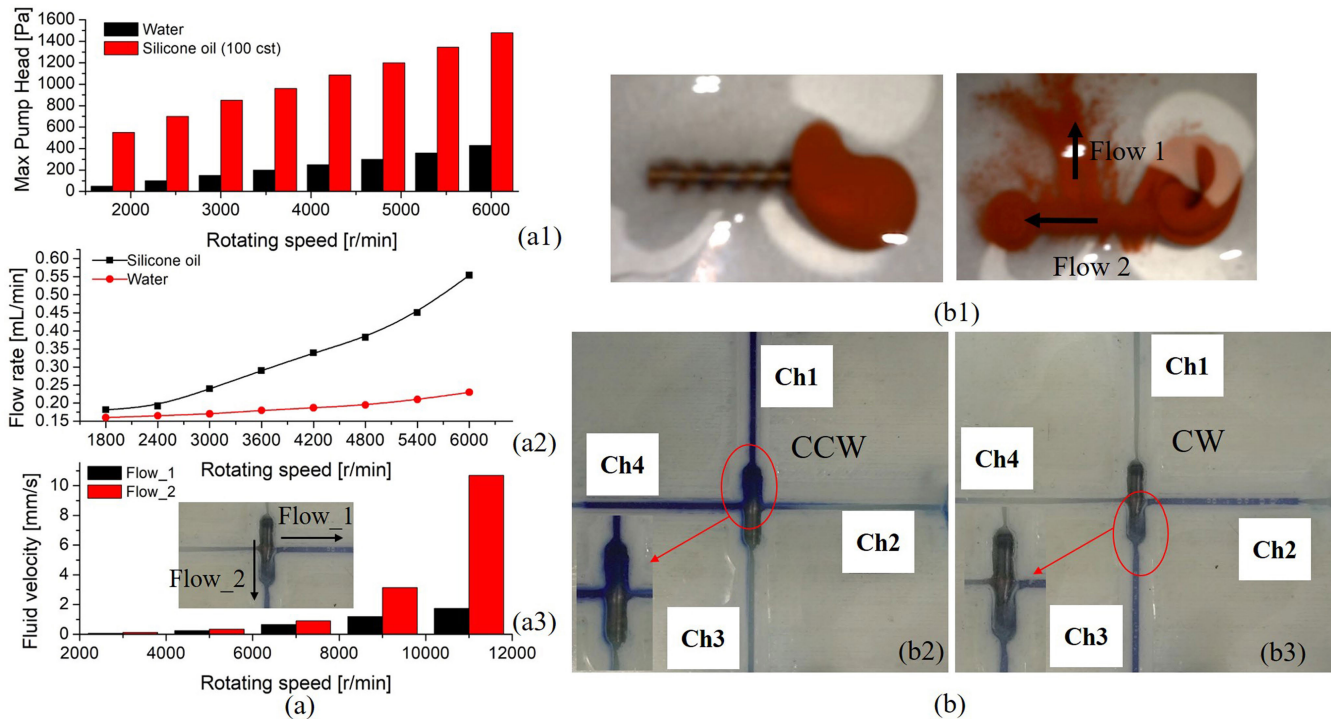 Max Pump Head [Pa]
1600
1400
1200
1000
800
600
400
200
0
Water
Silicone oil (100 cst)
2000 3000 4000 5000 6000
Rotating speed [r/min]
(a1)
Flow rate [mL/min]
0.60
0.55
0.50
0.45
0.40
0.35
0.30
0.25
0.20
0.15
Silicone oil
Water
1800 2400 3000 3600 4200 4800 5400 6000
Rotating speed [r/min]
(a2)
Fluid velocity [mm/s]
10
8
6
4
2
0
Flow_1
Flow_2
Flow_1
Flow_2
2000 4000 6000 8000 10000 12000
Rotating speed [r/min]
(a3)
(a)
Flow 1
Flow 2
(b1)
Ch1
CCW
Ch4
Ch2
Ch3
(b2)
Ch1
CW
Ch4
Ch2
Ch3
(b3)
(b)